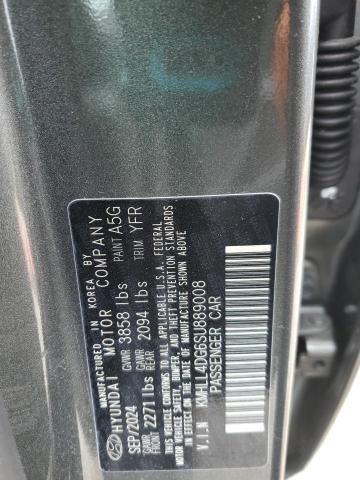 MANUFACTURED IN KOREA BY
HYUNDAI MOTOR COMPANY
SEP/2024 GVWR 3858 lbs PAINT A5G
GAWR FRONT 2271 lbs GAWR REAR 2094 lbs TRIM YFR
THIS VEHICLE CONFORMS TO ALL APPLICABLE U.S.A. FEDERAL
MOTOR VEHICLE SAFETY, BUMPER, AND THEFT PREVENTION
STANDARDS IN EFFECT ON THE DATE OF MANUFACTURE SHOWN ABOVE.
V.I.N KMHLL4DG6SU889008
PASSENGER CAR